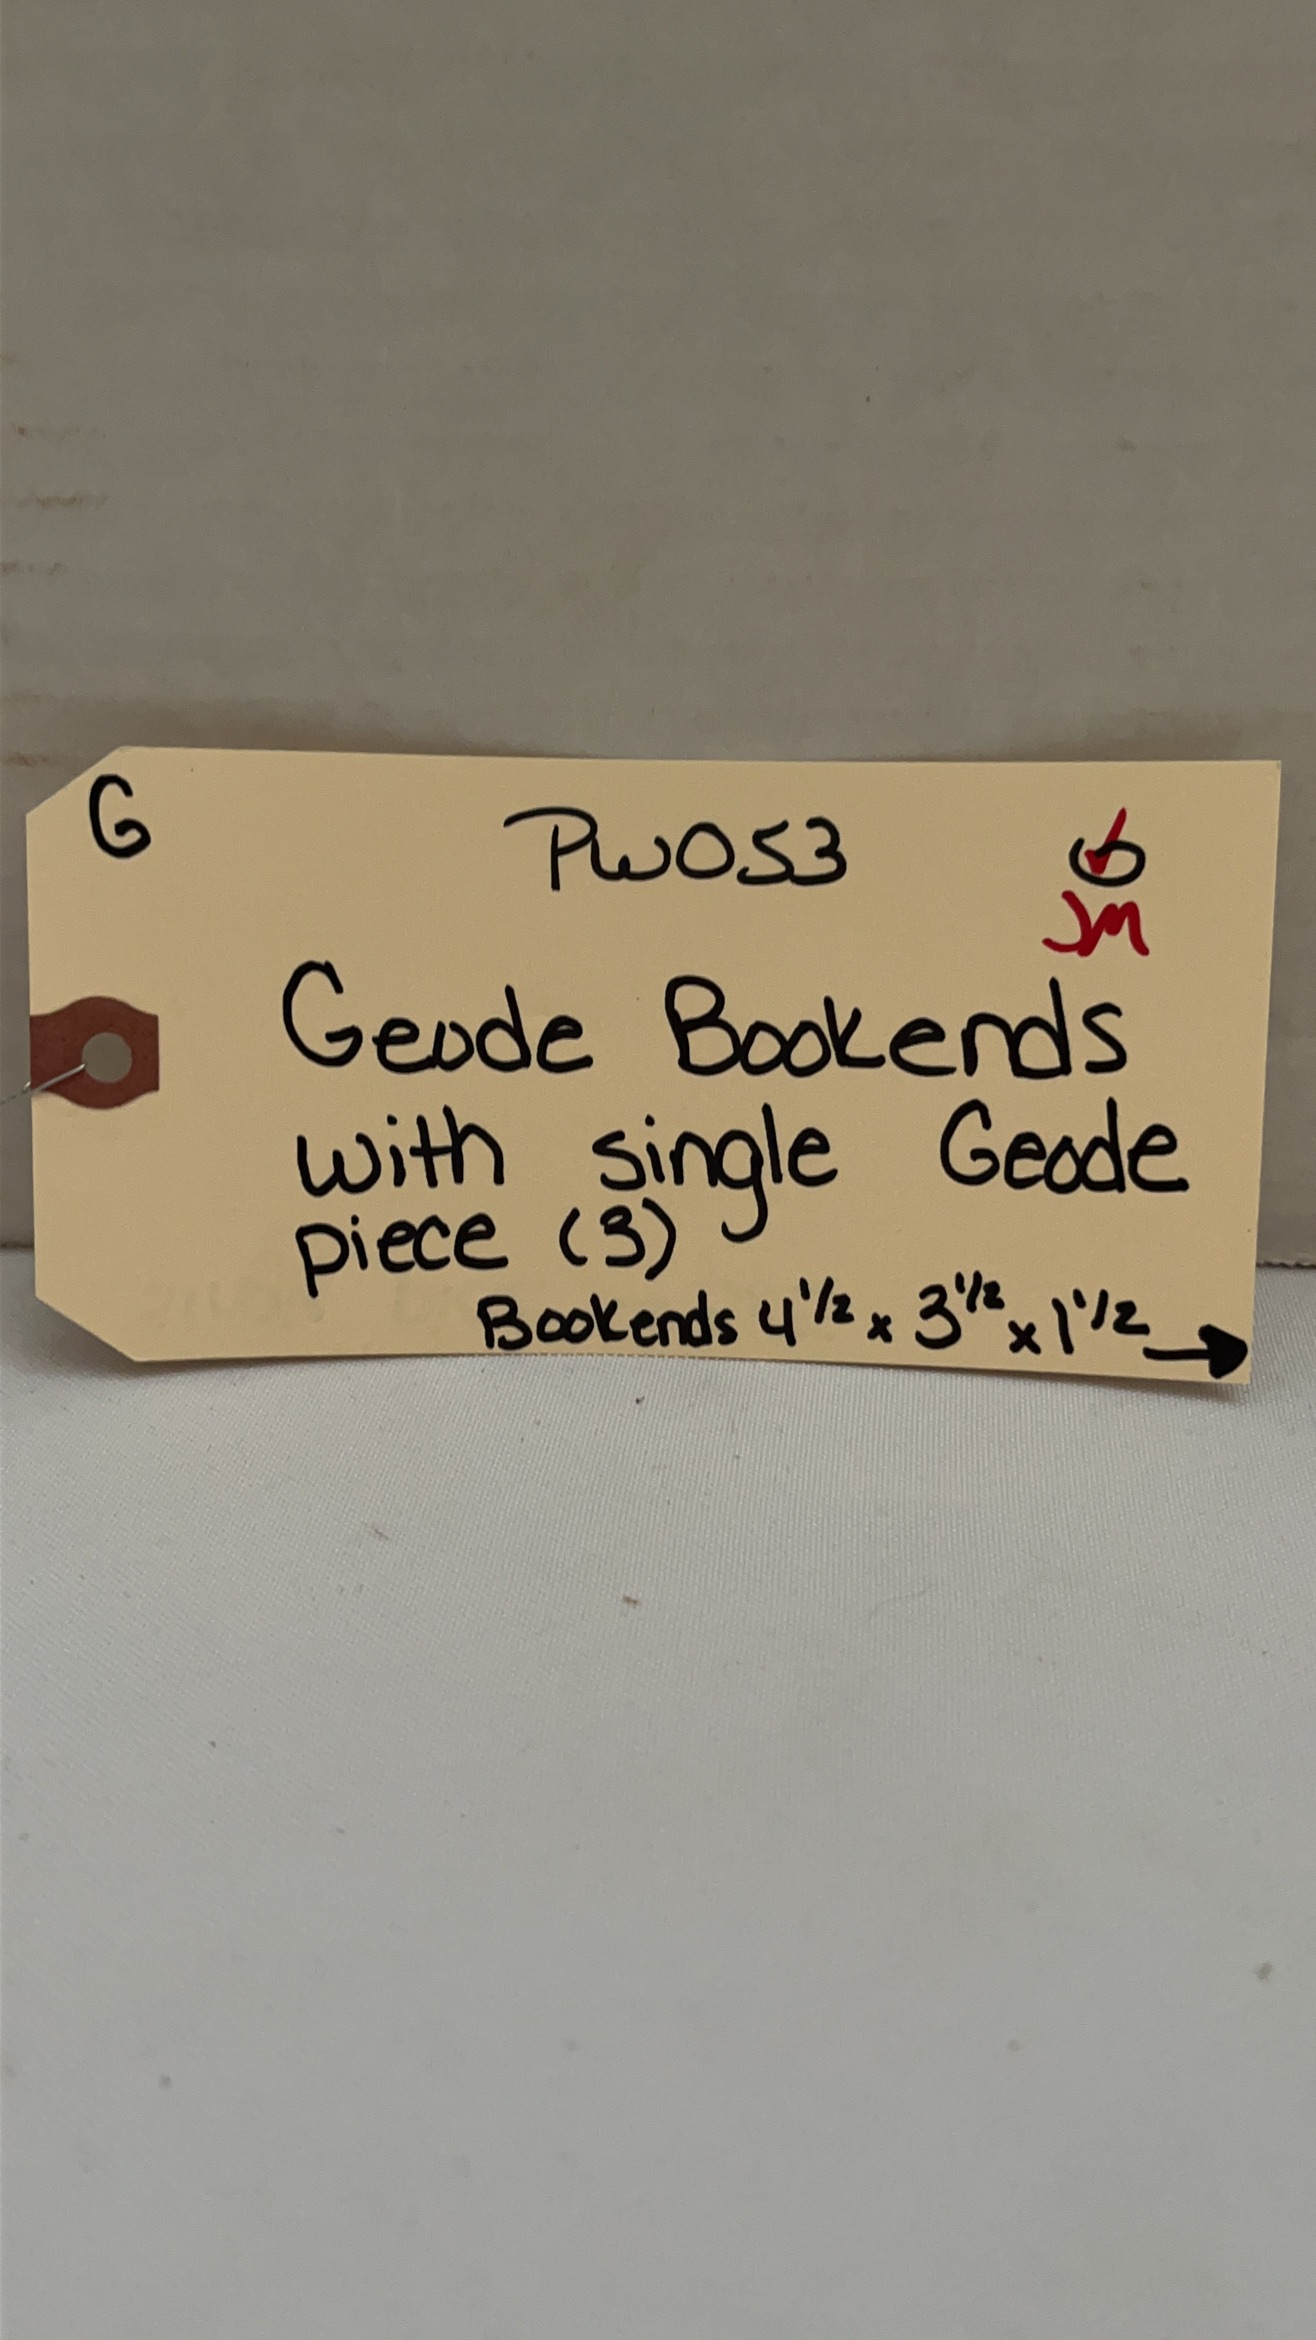 G PW053
JM
Geode Bookends
with single Geode
piece (3)
Bookends 4 1/2 x 3 1/2 x 1 1/2 →